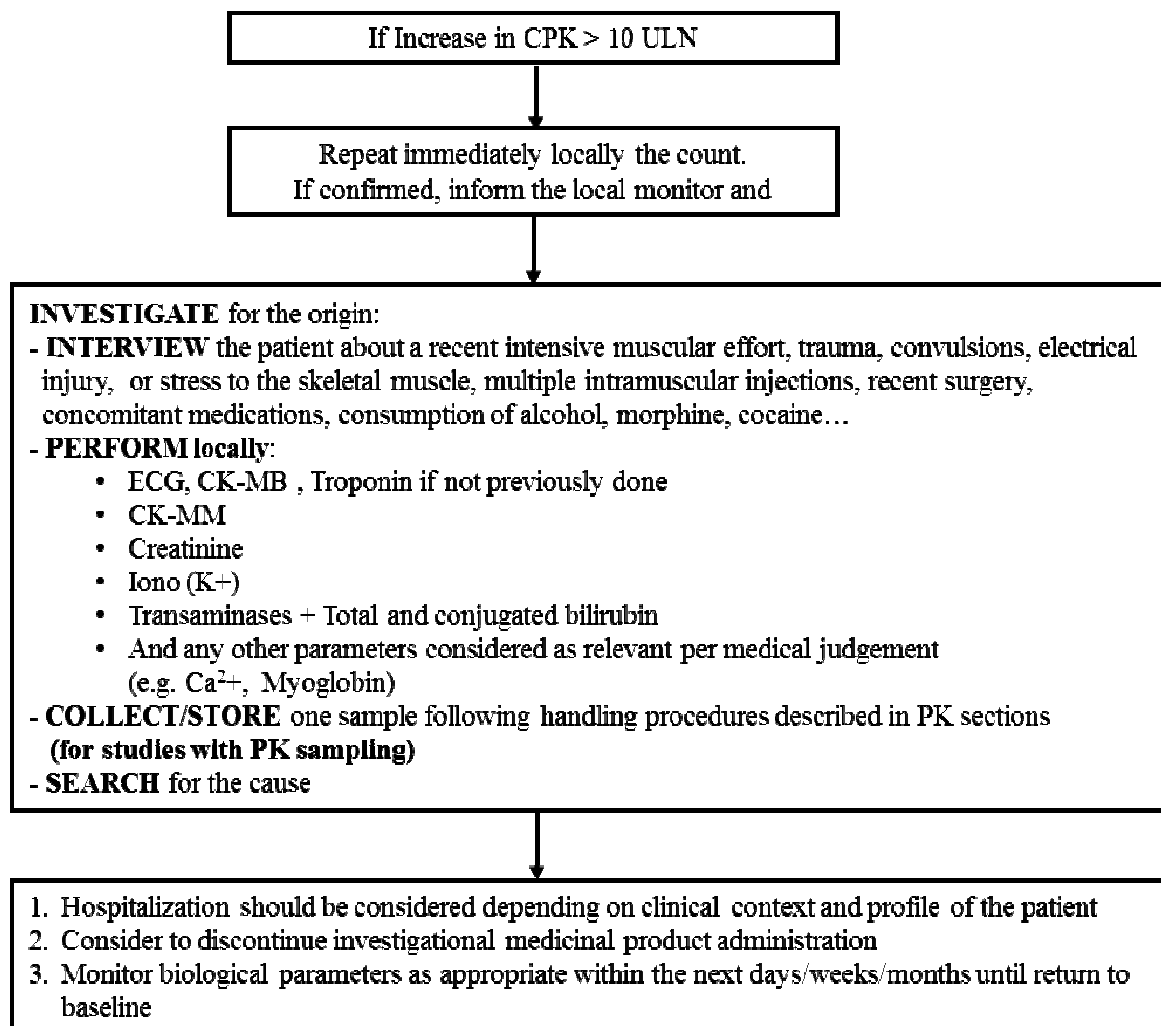 If Increase in CPK > 10 ULN
Repeat immediately locally the count.
If confirmed, inform the local monitor and
INVESTIGATE for the origin:
- INTERVIEW the patient about a recent intensive muscular effort, trauma, convulsions, electrical
injury, or stress to the skeletal muscle, multiple intramuscular injections, recent surgery,
concomitant medications, consumption of alcohol, morphine, cocaine…
- PERFORM locally:
• ECG, CK-MB , Troponin if not previously done
• CK-MM
• Creatinine
• Iono (K+)
• Transaminases + Total and conjugated bilirubin
• And any other parameters considered as relevant per medical judgement
(e.g. Ca²+, Myoglobin)
- COLLECT/STORE one sample following handling procedures described in PK sections
(for studies with PK sampling)
- SEARCH for the cause
1. Hospitalization should be considered depending on clinical context and profile of the patient
2. Consider to discontinue investigational medicinal product administration
3. Monitor biological parameters as appropriate within the next days/weeks/months until return to
baseline